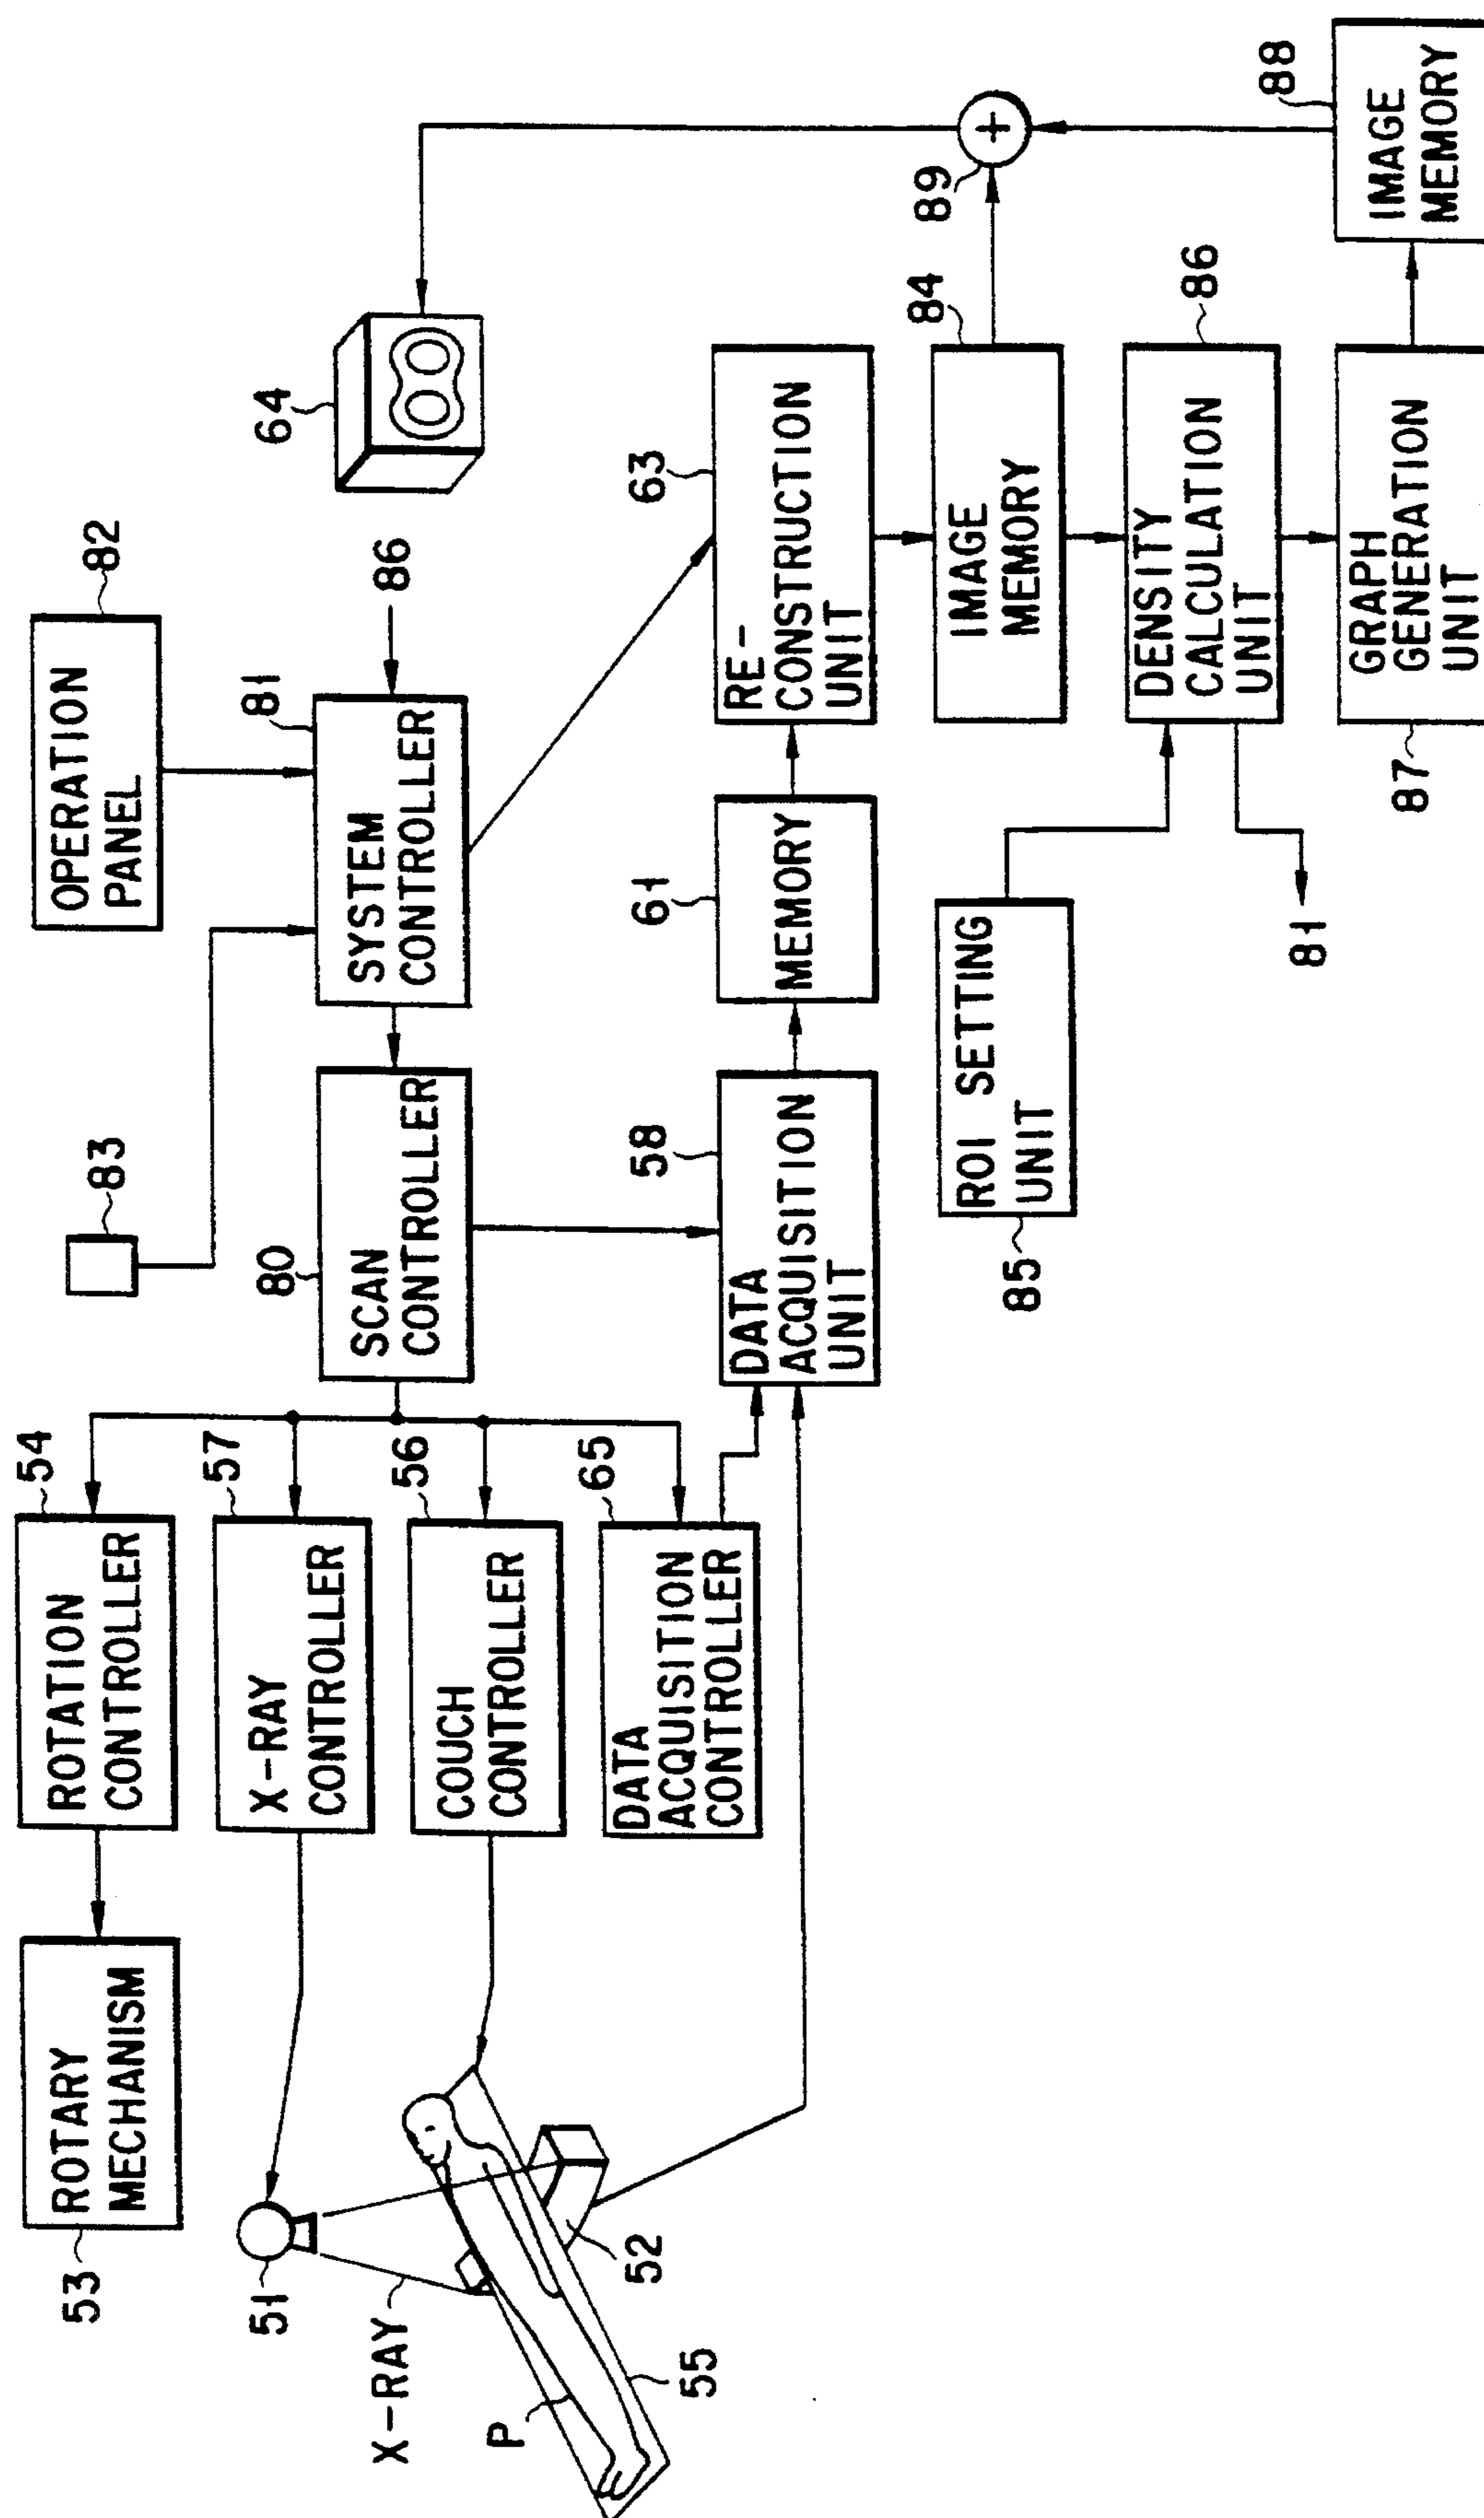 53
ROTARY
MECHANISM
54
ROTATION
CONTROLLER
83
OPERATION
PANEL
82
51
X-RAY
57
X-RAY
CONTROLLER
80
SCAN
CONTROLLER
81
SYSTEM
CONTROLLER
86
64
P
55
52
56
COUCH
CONTROLLER
65
DATA
ACQUISITION
CONTROLLER
58
DATA
ACQUISITION
UNIT
61
MEMORY
63
RE-
CONSTRUCTION
UNIT
85
ROI SETTING
UNIT
84
IMAGE
MEMORY
89
+
86
DENSITY
CALCULATION
UNIT
81
87
GRAPH
GENERATION
UNIT
88
IMAGE
MEMORY